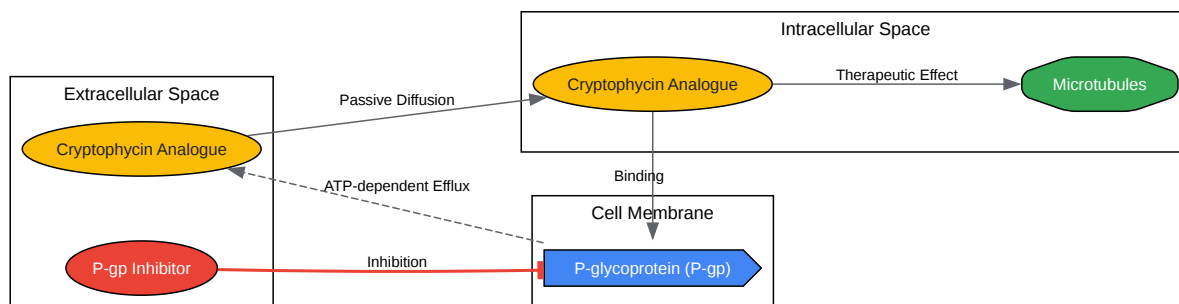 Intracellular Space
Cryptophycin Analogue
Therapeutic Effect
Microtubules
Extracellular Space
Passive Diffusion
Cryptophycin Analogue
ATP-dependent Efflux
Binding
Cell Membrane
P-gp Inhibitor
Inhibition
P-glycoprotein (P-gp)